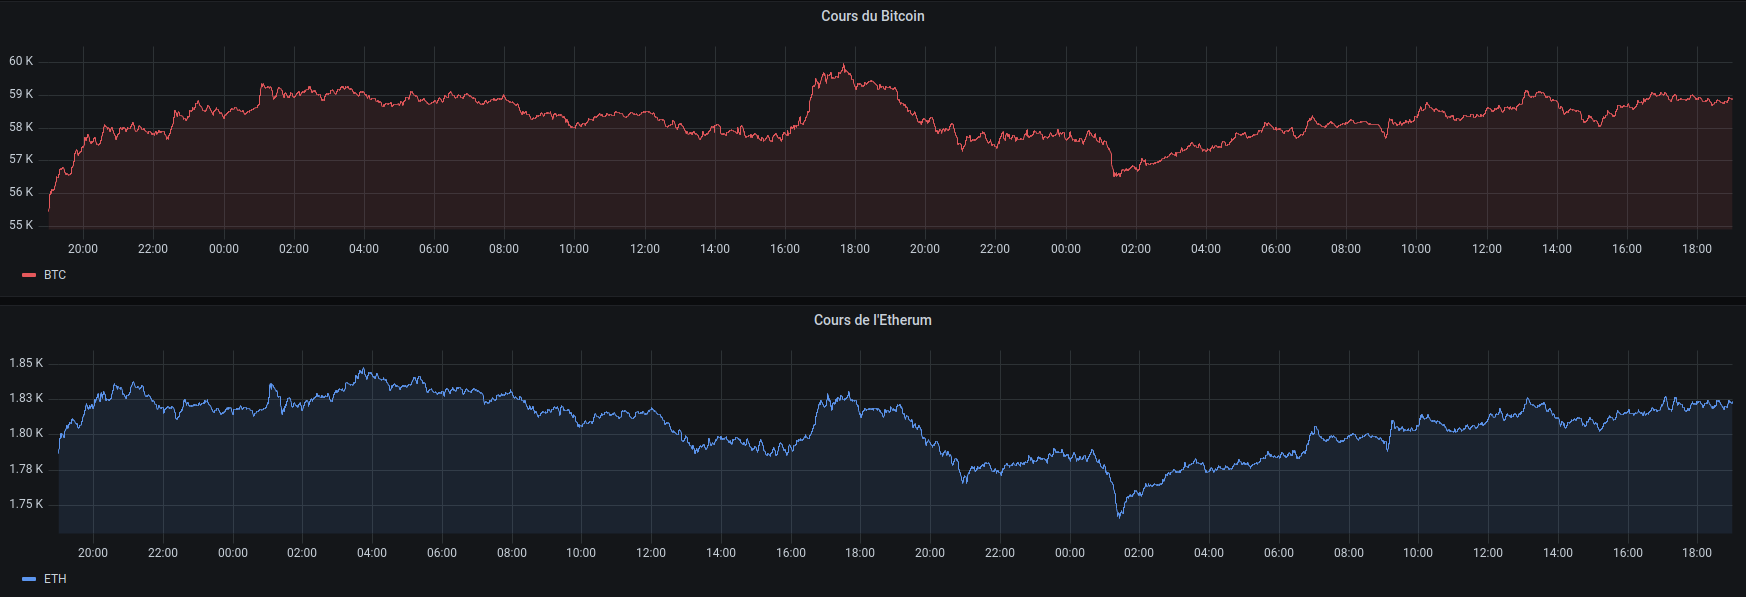 Cours du Bitcoin
60 K
59 K
58 K
57 K
56 K
55 K
20:00 22:00 00:00 02:00 04:00 06:00 08:00 10:00 12:00 14:00 16:00 18:00 20:00 22:00 00:00 02:00 04:00 06:00 08:00 10:00 12:00 14:00 16:00 18:00
BTC
Cours de l'Etherum
1.85 K
1.83 K
1.80 K
1.78 K
1.75 K
20:00 22:00 00:00 02:00 04:00 06:00 08:00 10:00 12:00 14:00 16:00 18:00 20:00 22:00 00:00 02:00 04:00 06:00 08:00 10:00 12:00 14:00 16:00 18:00
ETH